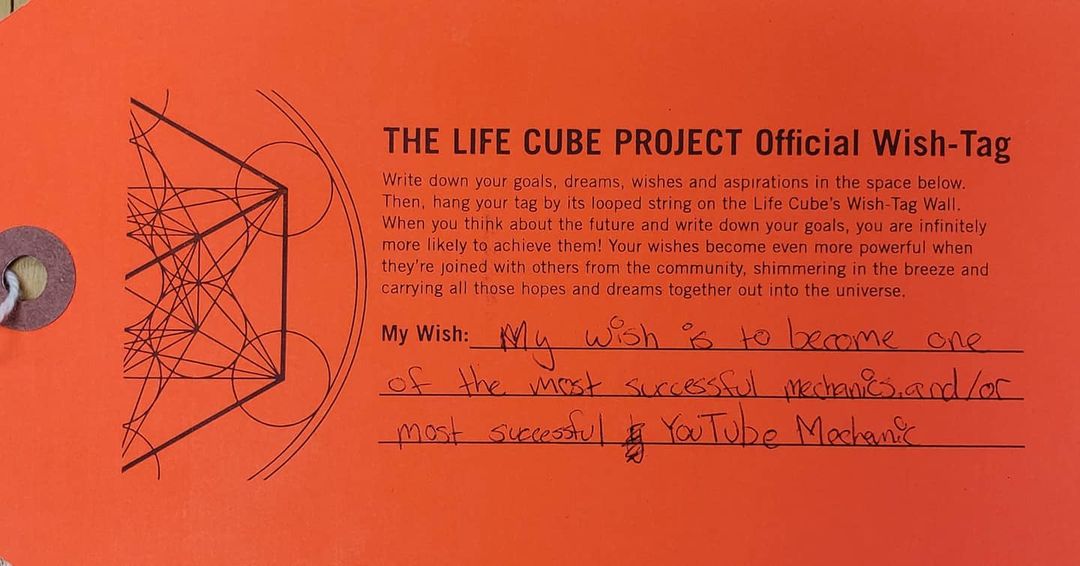 THE LIFE CUBE PROJECT Official Wish-Tag
Write down your goals, dreams, wishes and aspirations in the space below.
Then, hang your tag by its looped string on the Life Cube's Wish-Tag Wall.
When you think about the future and write down your goals, you are infinitely
more likely to achieve them! Your wishes become even more powerful when
they're joined with others from the community, shimmering in the breeze and
carrying all those hopes and dreams together out into the universe.
My Wish: My wish is to become one
of the most successful mechanics.and/or
most successful YouTube Mechanic